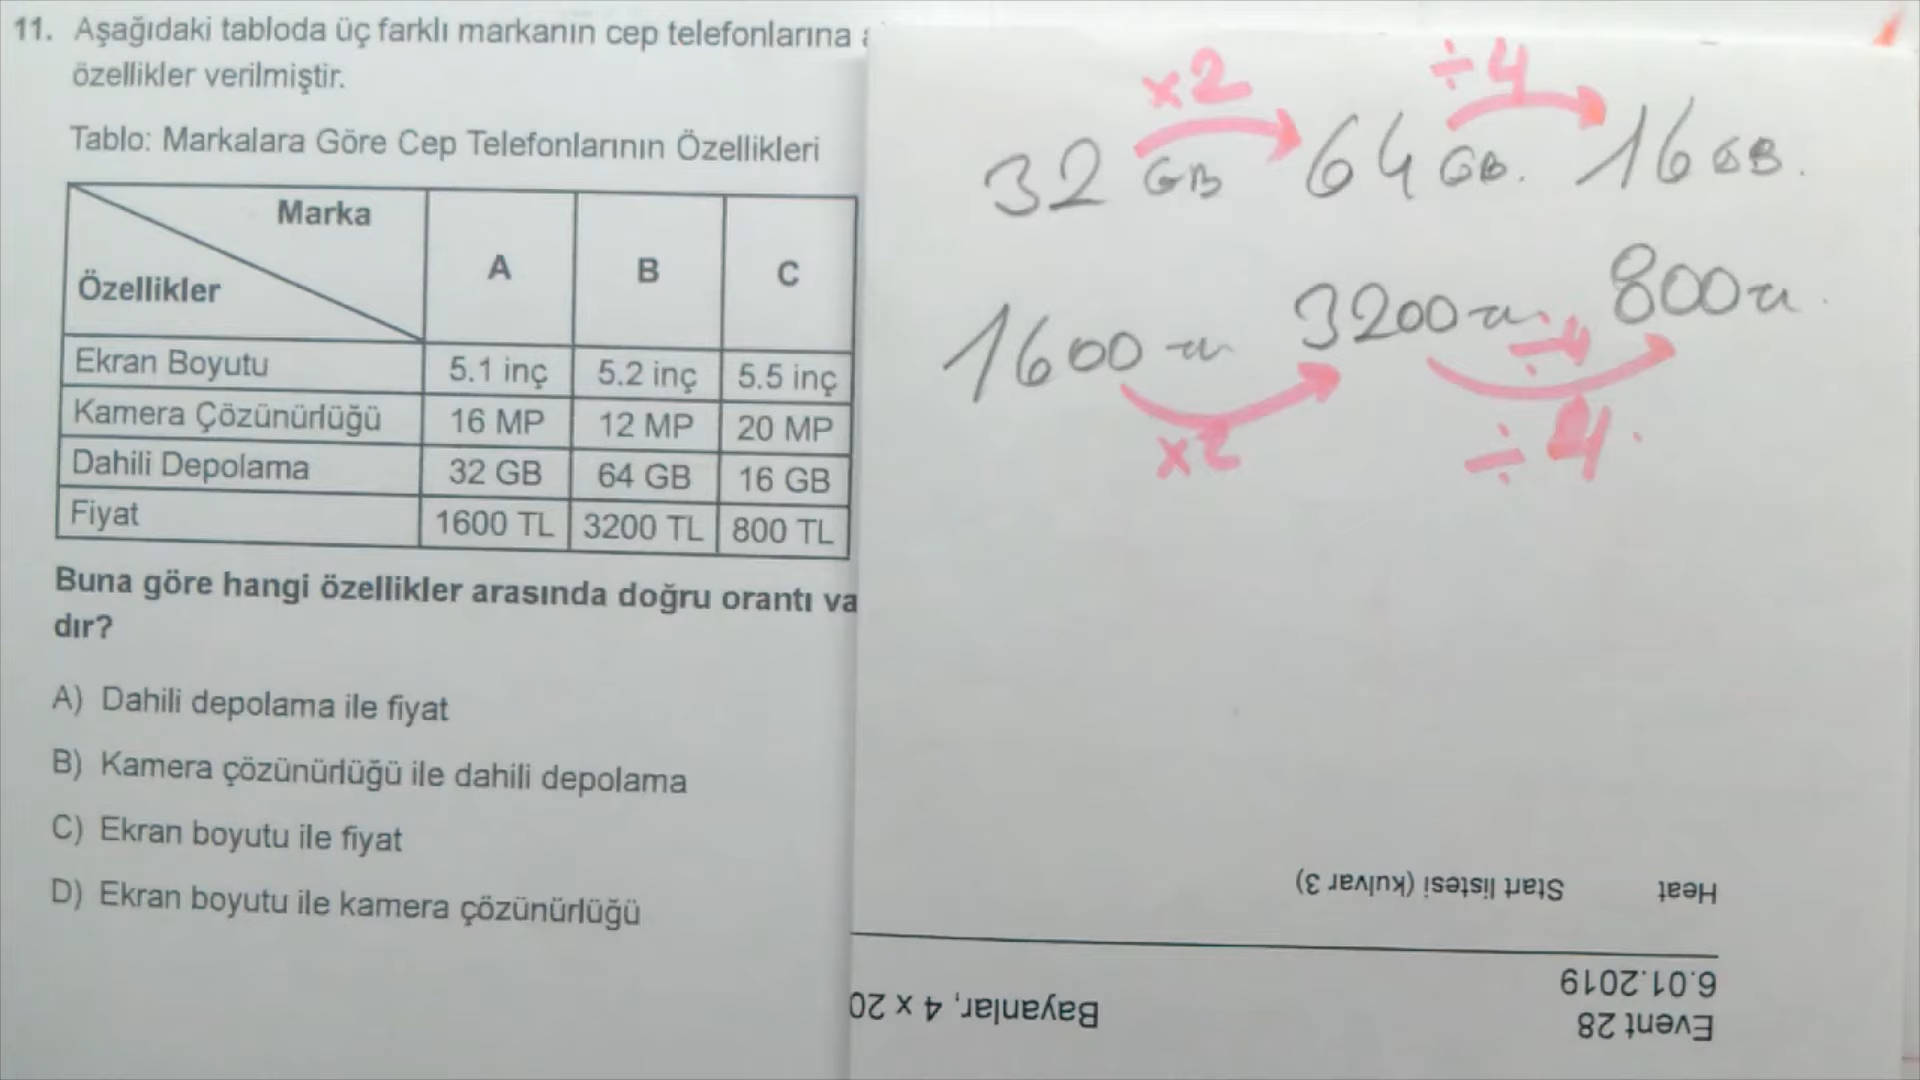 11. Aşağıdaki tabloda üç farklı markanın cep telefonlarına
özellikler verilmiştir.
Tablo: Markalara Göre Cep Telefonlarının Özellikleri
Marka
Özellikler
A B C
Ekran Boyutu 5.1 inç 5.2 inç 5.5 inç
Kamera Çözünürlüğü 16 MP 12 MP 20 MP
Dahili Depolama 32 GB 64 GB 16 GB
Fiyat 1600 TL 3200 TL 800 TL
Buna göre hangi özellikler arasında doğru orantı va
dır?
A) Dahili depolama ile fiyat
B) Kamera çözünürlüğü ile dahili depolama
C) Ekran boyutu ile fiyat
D) Ekran boyutu ile kamera çözünürlüğü
x2 ÷4
32 GB 64 GB. 16 GB.
1600 3200 800
÷4
x2 ÷4
Heat Start listesi (kulvar 3)
6.01.2019
Event 28 Bayanlar, 4 x 20